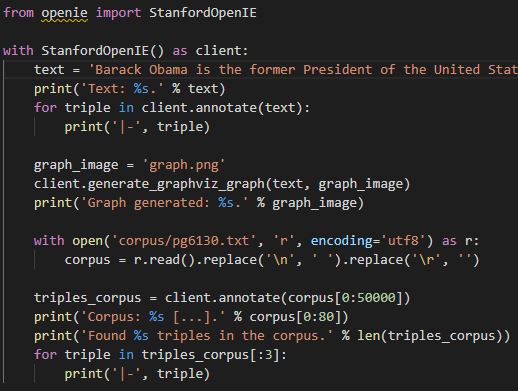 from openie import StanfordOpenIE
with StanfordOpenIE() as client:
text = 'Barack Obama is the former President of the United Stat
print('Text: %s.' % text)
for triple in client.annotate(text):
print('|-', triple)
graph_image = 'graph.png'
client.generate_graphviz_graph(text, graph_image)
print('Graph generated: %s.' % graph_image)
with open('corpus/pg6130.txt', 'r', encoding='utf8') as r:
corpus = r.read().replace('\n', ' ').replace('\r', '')
triples_corpus = client.annotate(corpus[0:50000])
print('Corpus: %s [...].' % corpus[0:80])
print('Found %s triples in the corpus.' % len(triples_corpus))
for triple in triples_corpus[:3]:
print('|-', triple)